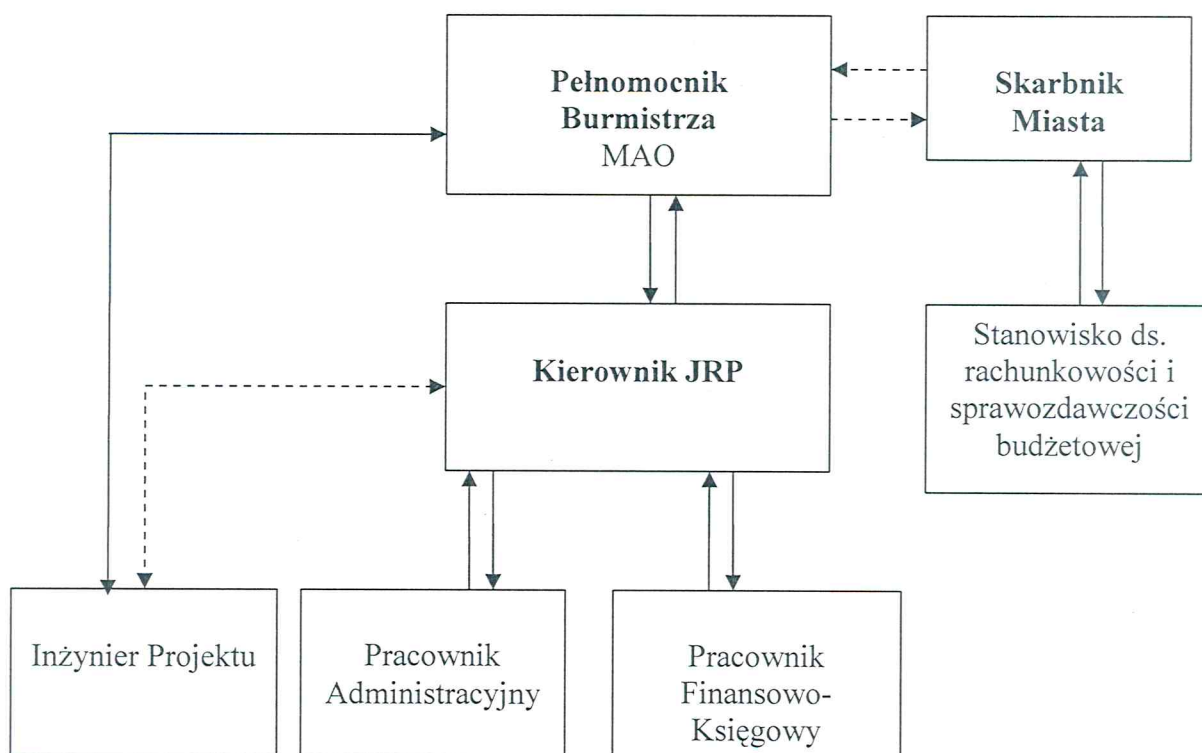 Pełnomocnik
Burmistrza
MAO
Skarbnik
Miasta
Kierownik JRP
Stanowisko ds.
rachunkowości i
sprawozdawczości
budżetowej
Inżynier Projektu
Pracownik
Administracyjny
Pracownik
Finansowo-
Księgowy